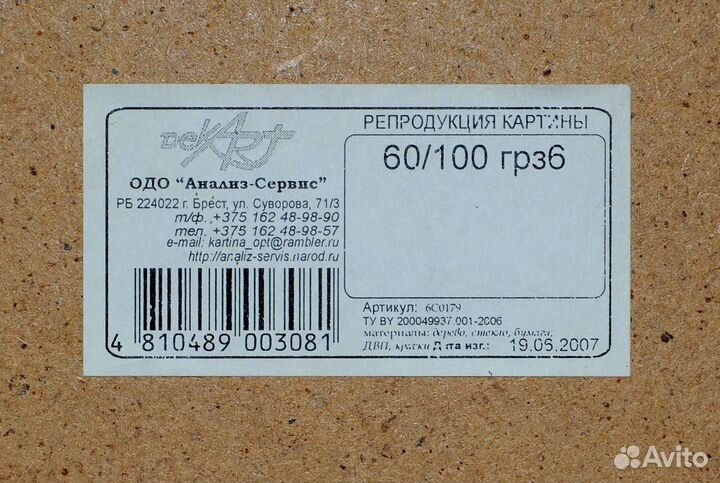 DekART
ОДО “Анализ-Сервис”
РБ 224022 г. Брест, ул. Суворова, 71/3
т/ф. +375 162 48-98-90
тел. +375 162 48-98-57
e-mail: kartina_opt@rambler.ru
http://analiz-servis.narod.ru
4 810489 003081
РЕПРОДУКЦИЯ КАРТИНЫ
60/100 грз6
Артикул: 6С0179
ТУ BY 200049937.001-2006
материалы: дерево, стекло, бумага,
ДВП, краски Дата изг.: 19.06.2007
Avito